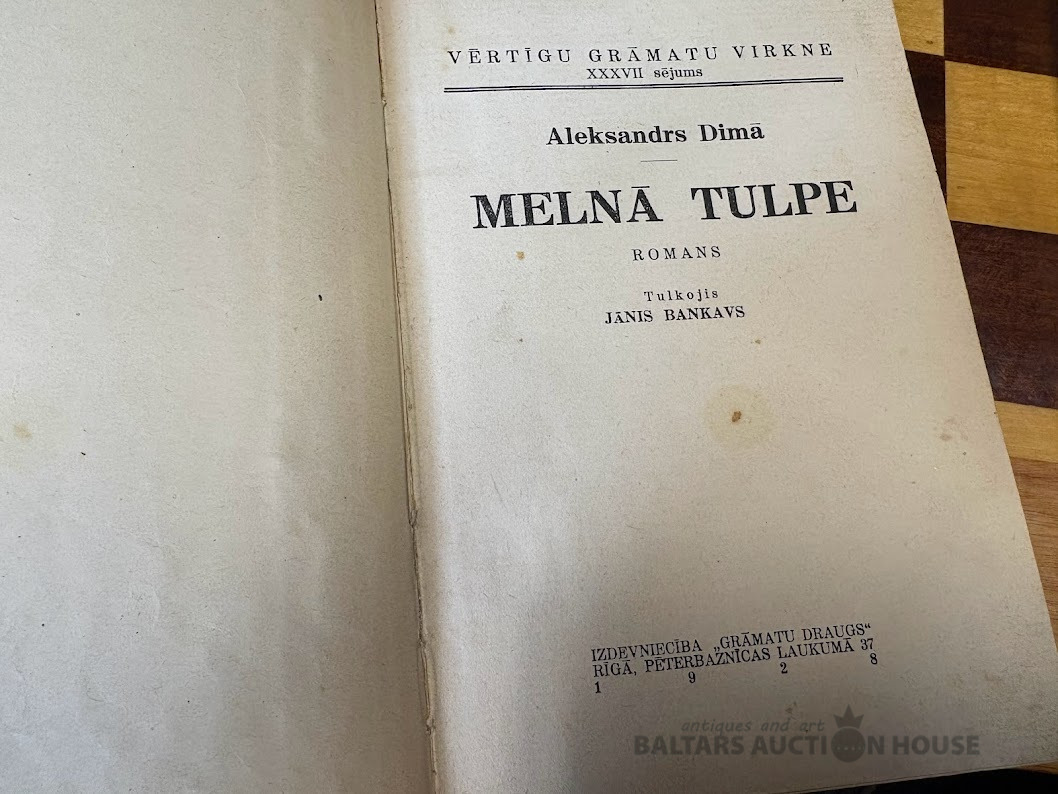 VĒRTĪGU GRĀMATU VIRKNE
XXXVII sējums
Aleksandrs Dimā
MELNĀ TULPE
ROMANS
Tulkojis
JĀNIS BANKAVS
IZDEVNIECĪBA „GRĀMATU DRAUGS“
RĪGĀ, PĒTERBAZNĪCAS LAUKUMĀ 37
1 9 2 8
antiques and art
BALTARS AUCTION HOUSE